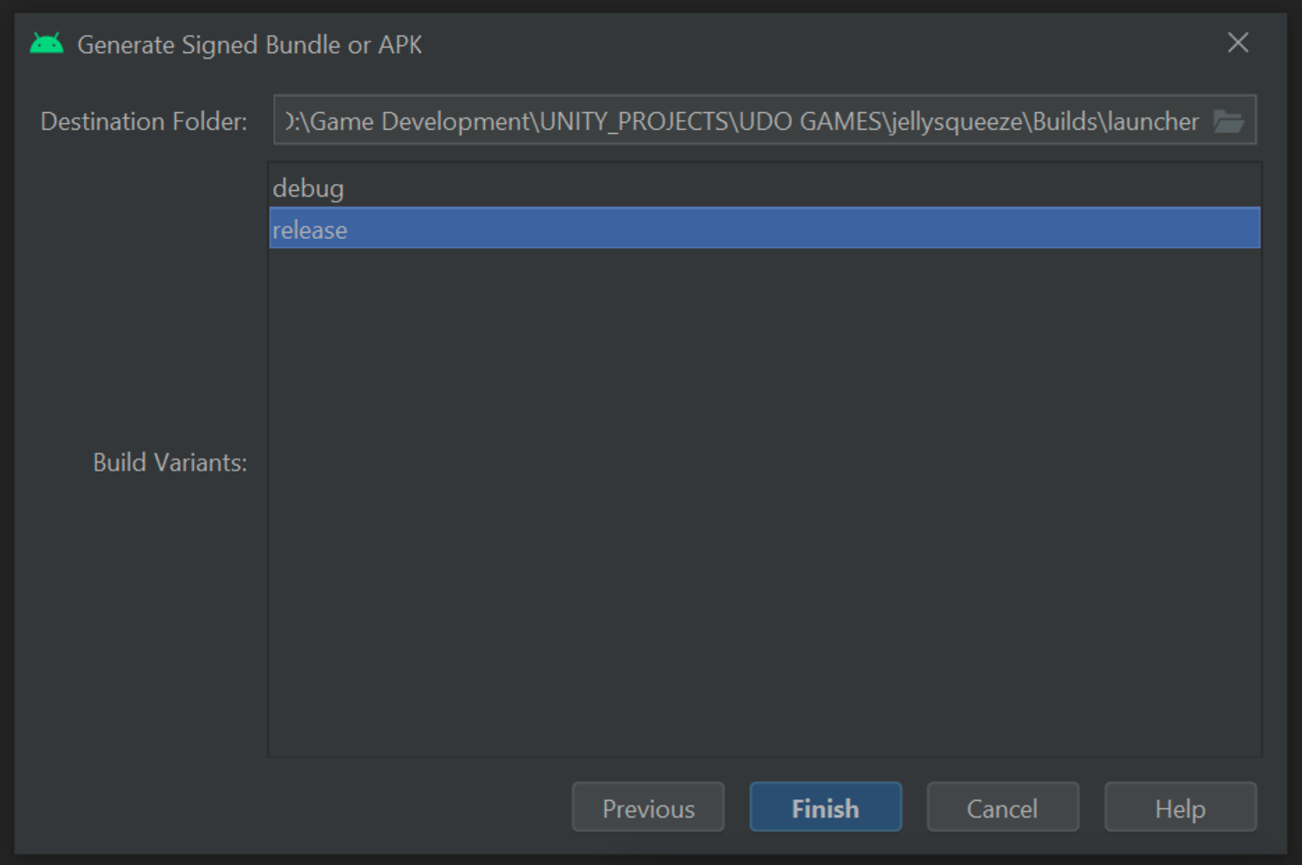 Generate Signed Bundle or APK
Destination Folder: D:\Game Development\UNITY_PROJECTS\UDO GAMES\jellysqueeze\Builds\launcher
debug
release
Build Variants:
Previous Finish Cancel Help